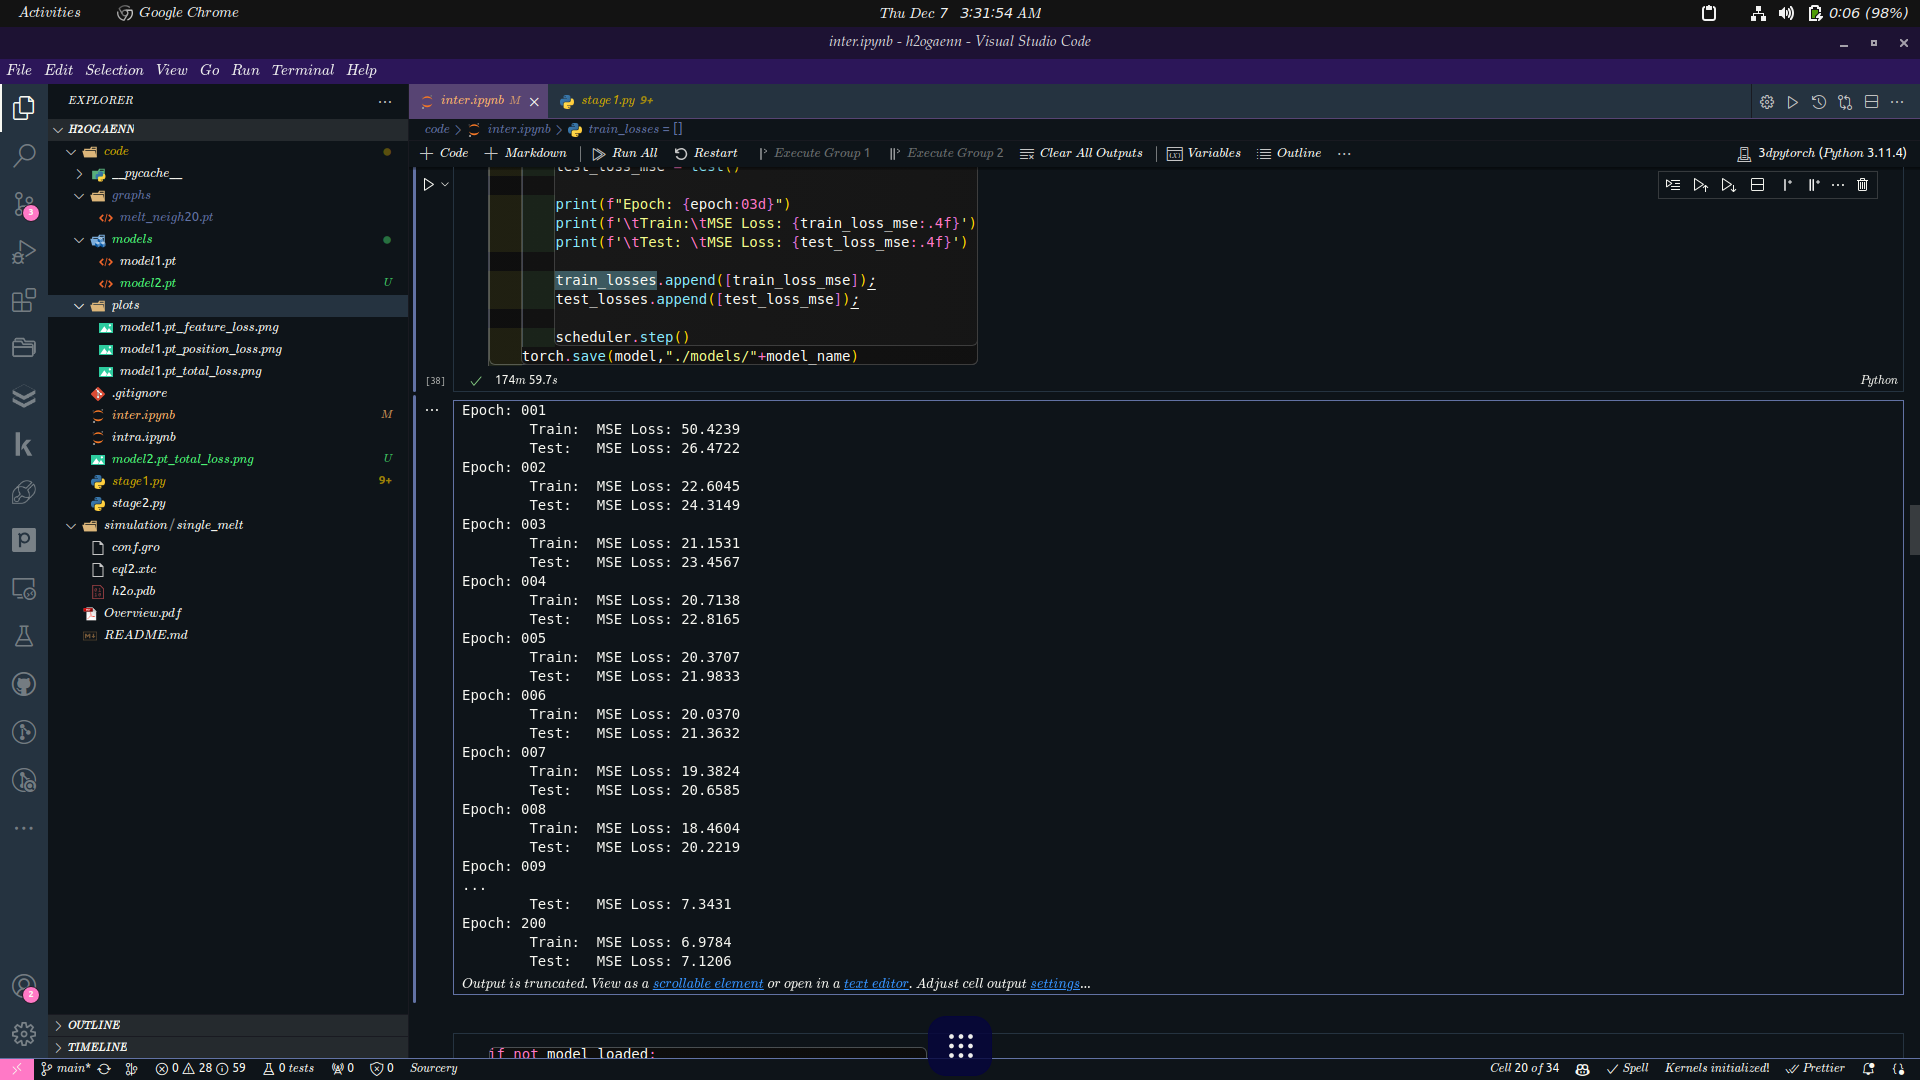 Activities
Google Chrome
Thu Dec 7 3:31:54 AM
0:06 (98%)
inter.ipynb - h2ogaenn - Visual Studio Code
File Edit Selection View Go Run Terminal Help
EXPLORER
H2OGAENN
code
__pycache__
graphs
melt_neigh20.pt
models
model1.pt
model2.pt U
plots
model1.pt_feature_loss.png
model1.pt_position_loss.png
model1.pt_total_loss.png
.gitignore
inter.ipynb M
intra.ipynb
model2.pt_total_loss.png U
stage1.py 9+
stage2.py
simulation / single_melt
conf.gro
eql2.xtc
h2o.pdb
Overview.pdf
README.md
OUTLINE
TIMELINE
3
2
inter.ipynb M
stage1.py 9+
code > inter.ipynb > train_losses = []
+ Code + Markdown Run All Restart Execute Group 1 Execute Group 2 Clear All Outputs Variables Outline ...
3dpytorch (Python 3.11.4)
test_loss_mse = test()
print(f"Epoch: {epoch:03d}")
print(f'\tTrain:\tMSE Loss: {train_loss_mse:.4f}')
print(f'\tTest: \tMSE Loss: {test_loss_mse:.4f}')
train_losses.append([train_loss_mse]);
test_losses.append([test_loss_mse]);
scheduler.step()
torch.save(model,"./models/"+model_name)
[38] 174m 59.7s Python
Epoch: 001
Train: MSE Loss: 50.4239
Test: MSE Loss: 26.4722
Epoch: 002
Train: MSE Loss: 22.6045
Test: MSE Loss: 24.3149
Epoch: 003
Train: MSE Loss: 21.1531
Test: MSE Loss: 23.4567
Epoch: 004
Train: MSE Loss: 20.7138
Test: MSE Loss: 22.8165
Epoch: 005
Train: MSE Loss: 20.3707
Test: MSE Loss: 21.9833
Epoch: 006
Train: MSE Loss: 20.0370
Test: MSE Loss: 21.3632
Epoch: 007
Train: MSE Loss: 19.3824
Test: MSE Loss: 20.6585
Epoch: 008
Train: MSE Loss: 18.4604
Test: MSE Loss: 20.2219
Epoch: 009
...
Test: MSE Loss: 7.3431
Epoch: 200
Train: MSE Loss: 6.9784
Test: MSE Loss: 7.1206
Output is truncated. View as a scrollable element or open in a text editor. Adjust cell output settings...
if not model_loaded:
main* 0 28 59 0 tests 0 0 Sourcery
Cell 20 of 34 Spell Kernels initialized! Prettier